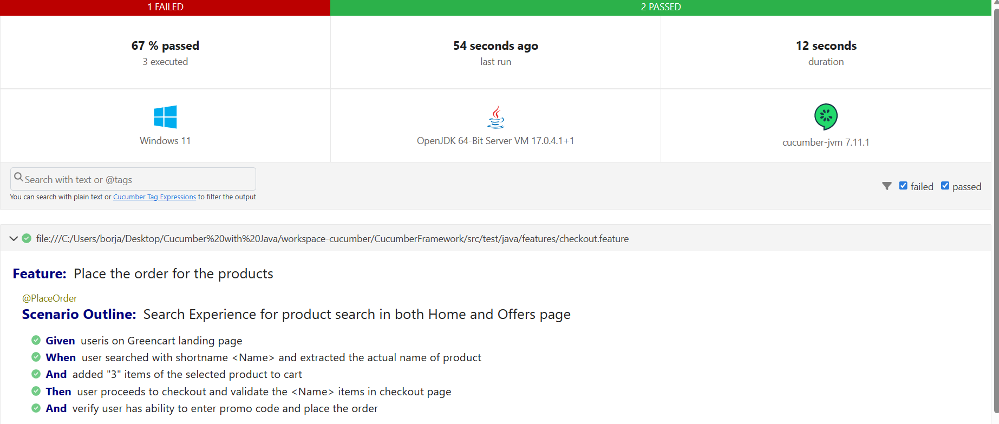 1 FAILED
2 PASSED
67 % passed
3 executed
54 seconds ago
last run
12 seconds
duration
Windows 11
OpenJDK 64-Bit Server VM 17.0.4.1+1
cucumber-jvm 7.11.1
Search with text or @tags
You can search with plain text or Cucumber Tag Expressions to filter the output
failed
passed
file:///C:/Users/borja/Desktop/Cucumber%20with%20Java/workspace-cucumber/CucumberFramework/src/test/java/features/checkout.feature
Feature: Place the order for the products
@PlaceOrder
Scenario Outline: Search Experience for product search in both Home and Offers page
Given useris on Greencart landing page
When user searched with shortname <Name> and extracted the actual name of product
And added "3" items of the selected product to cart
Then user proceeds to checkout and validate the <Name> items in checkout page
And verify user has ability to enter promo code and place the order